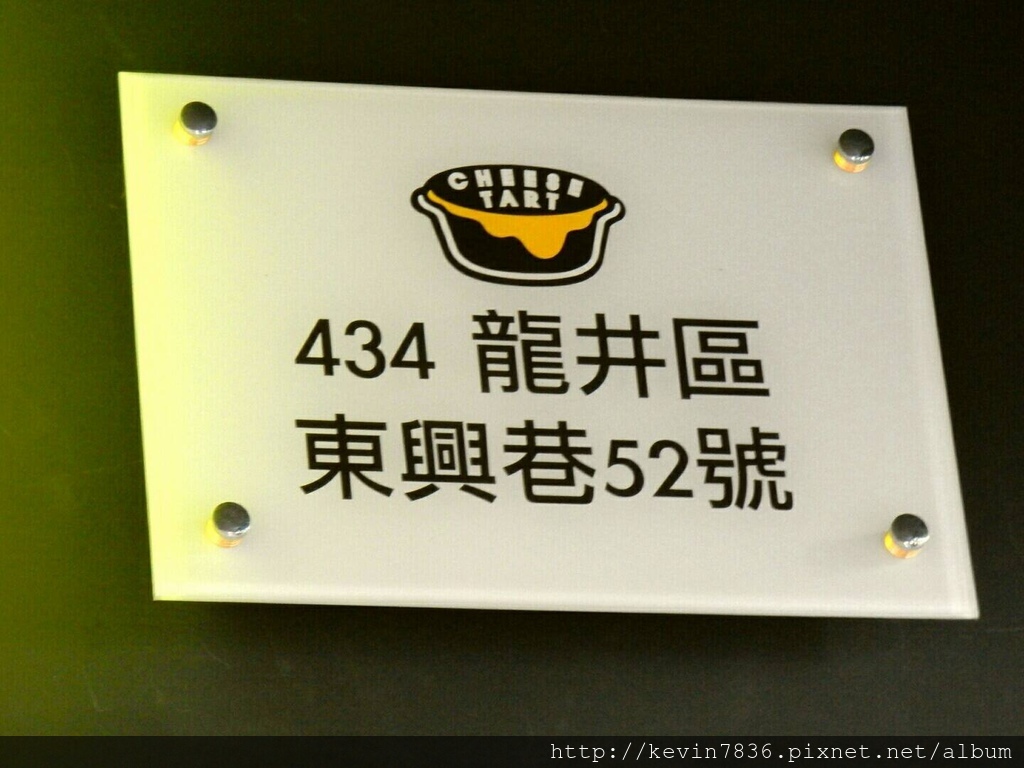 CHEESE
TART
434 龍井區
東興巷52號
http://kevin7836.pixnet.net/album